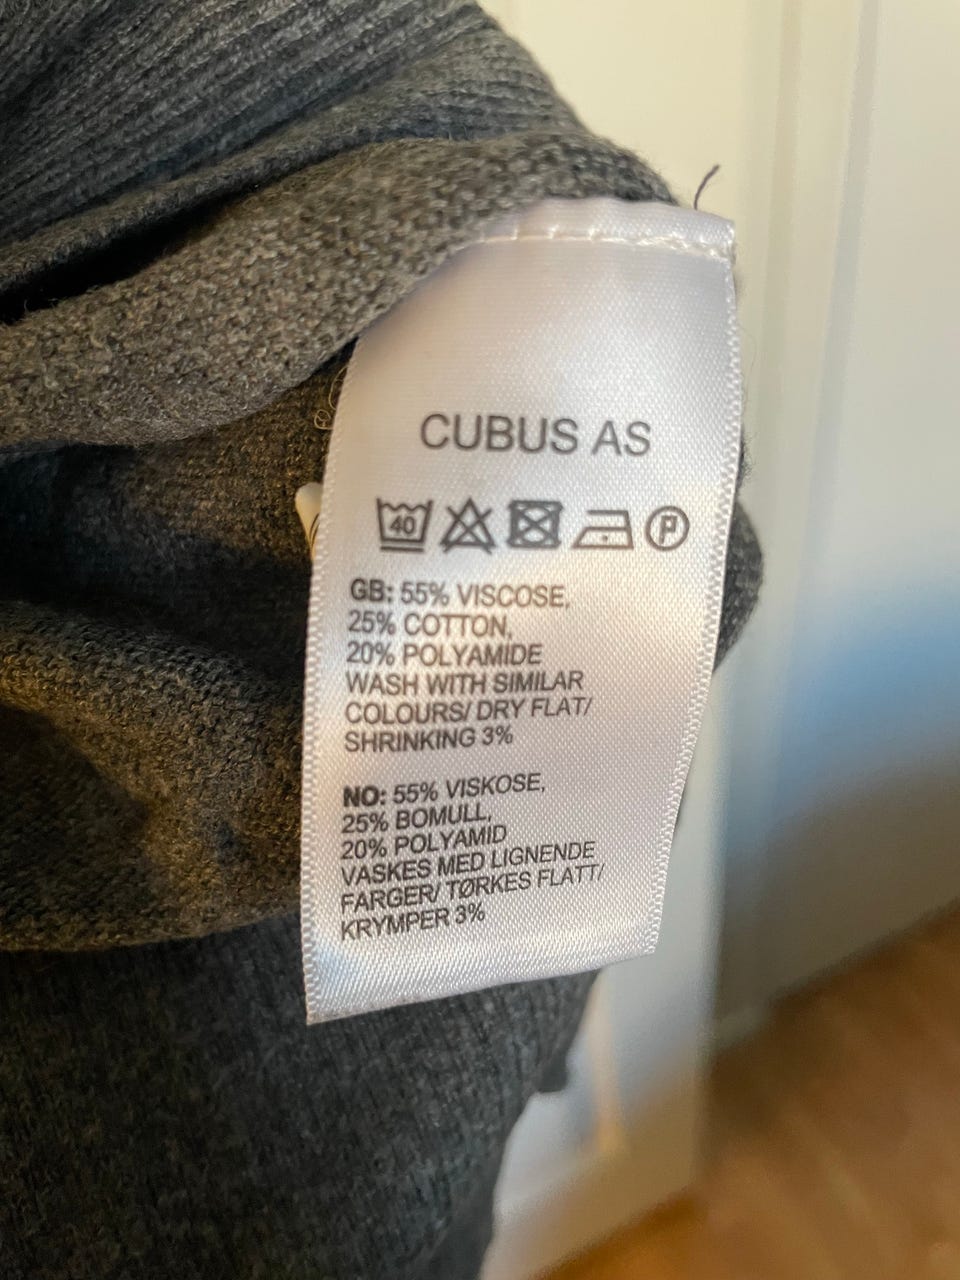 CUBUS AS
40 P
GB: 55% VISCOSE,
25% COTTON,
20% POLYAMIDE
WASH WITH SIMILAR
COLOURS/ DRY FLAT/
SHRINKING 3%
NO: 55% VISKOSE,
25% BOMULL,
20% POLYAMID
VASKES MED LIGNENDE
FARGER/ TØRKES FLATT/
KRYMPER 3%